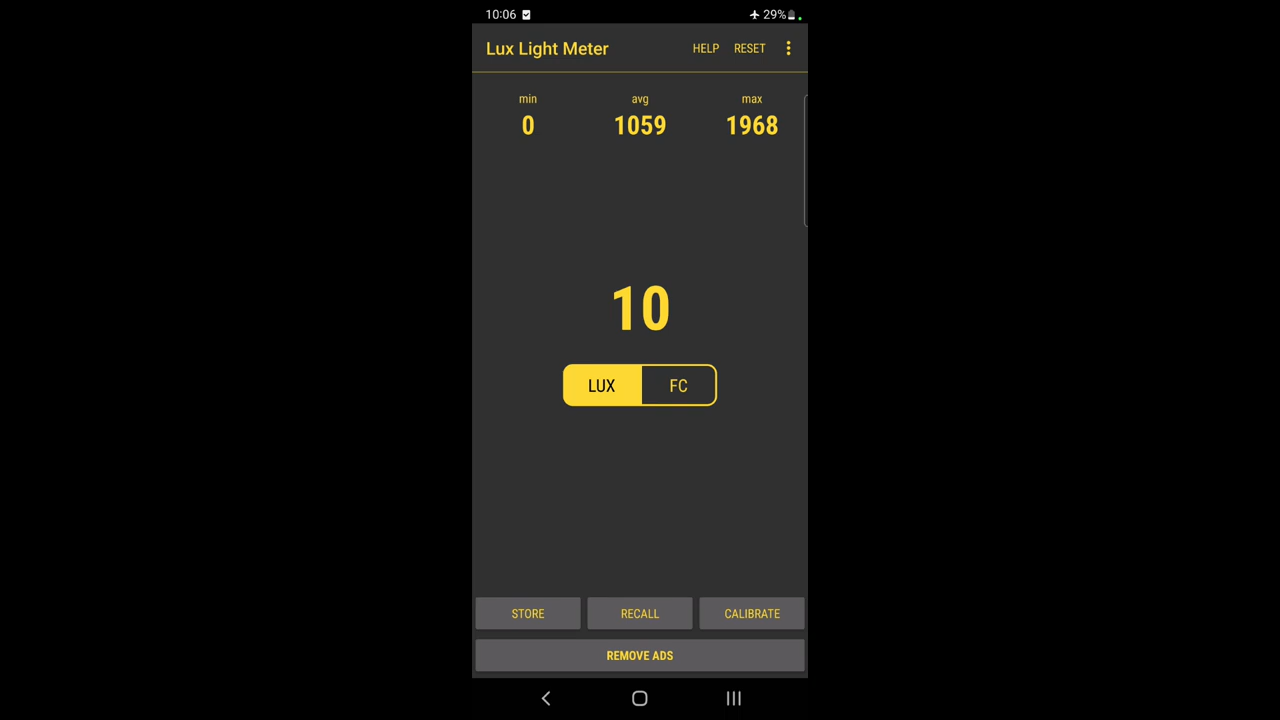 10:06 29%
Lux Light Meter HELP RESET
min avg max
0 1059 1968
10
LUX FC
STORE RECALL CALIBRATE
REMOVE ADS